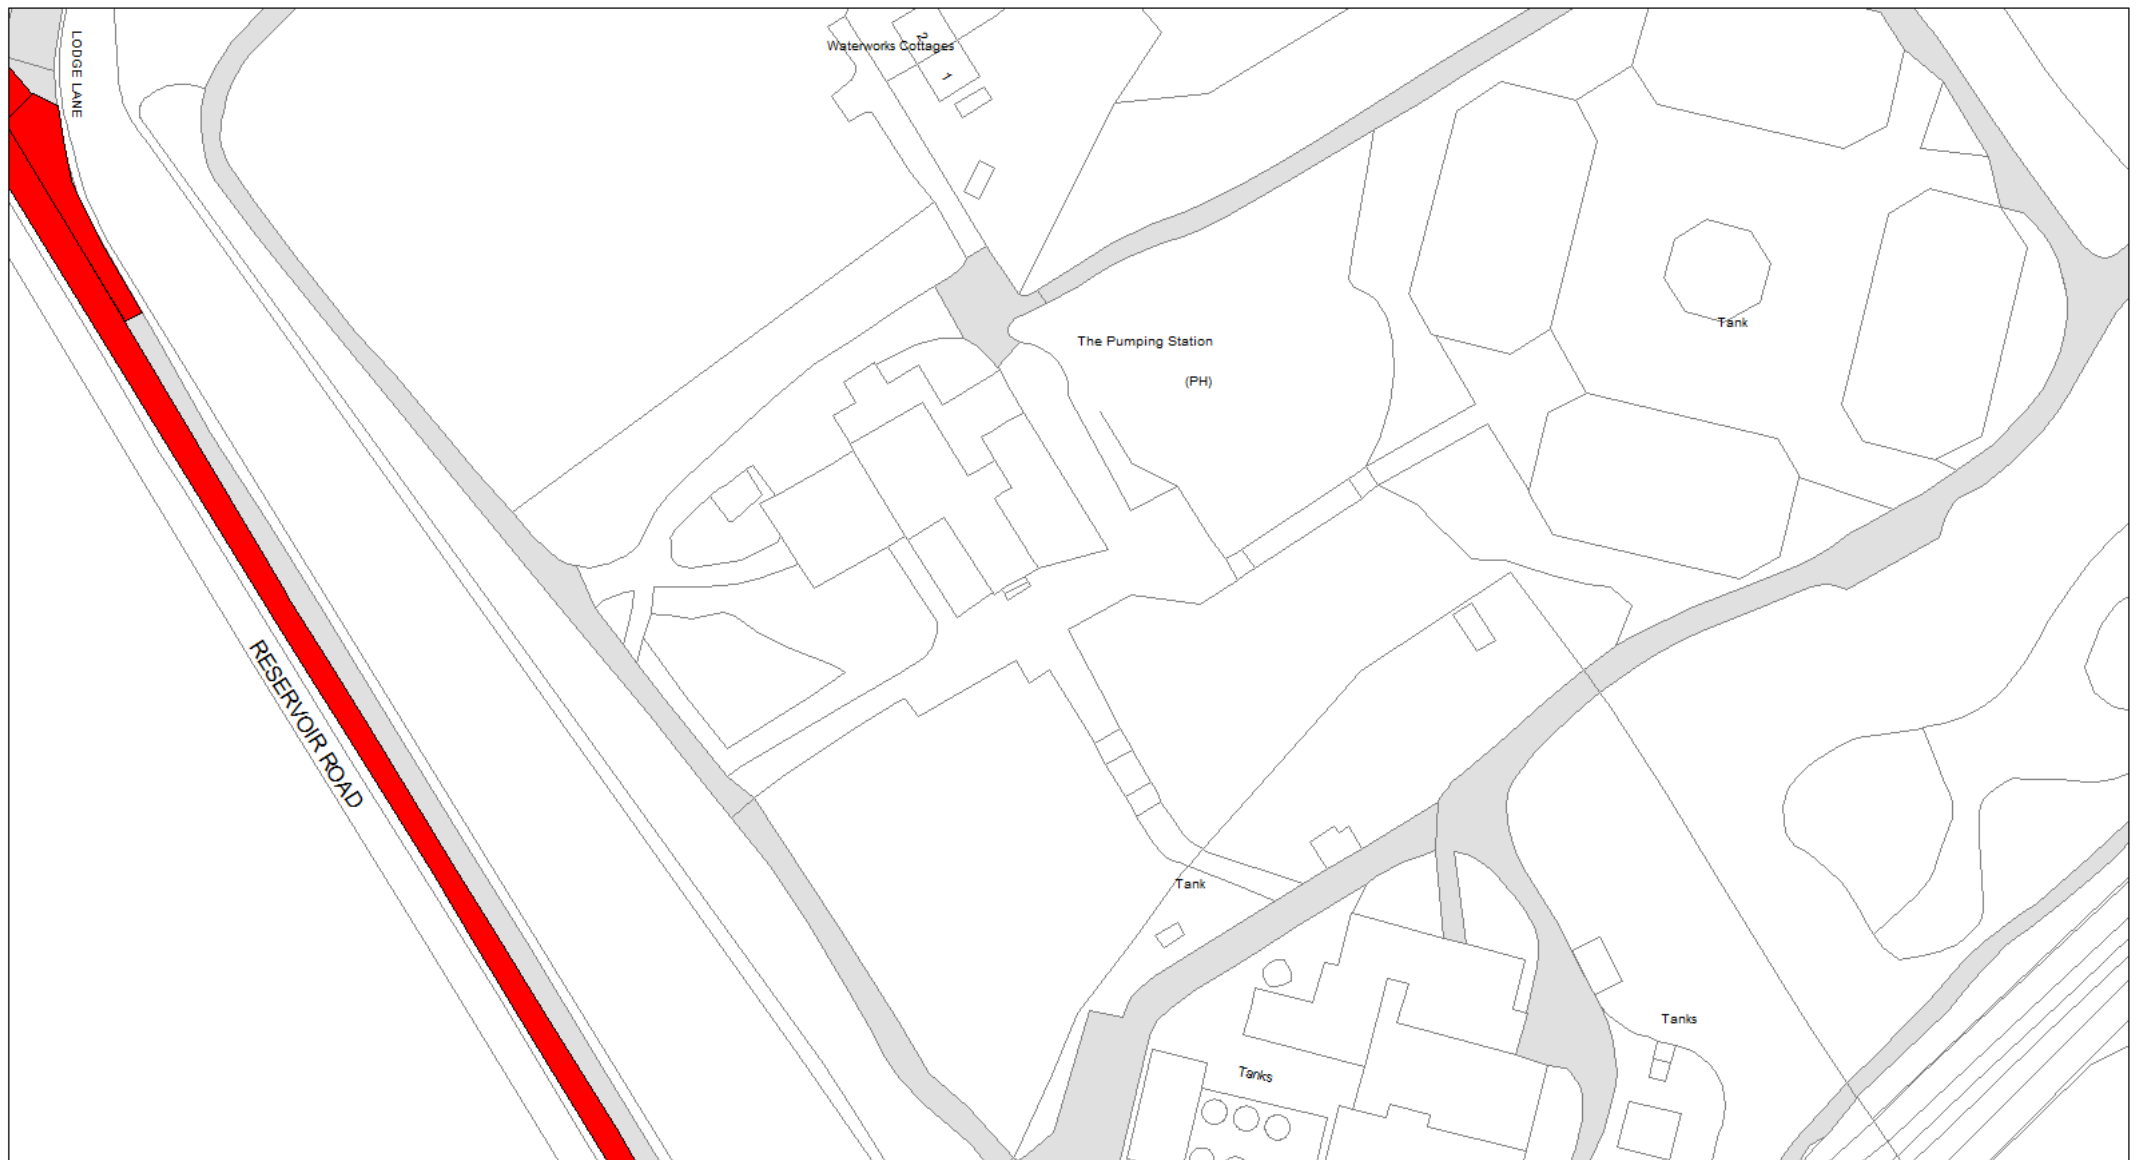 LODGE LANE
Waterworks Cottages
2
1
The Pumping Station
(PH)
Tank
RESERVOIR ROAD
Tank
Tanks
Tanks